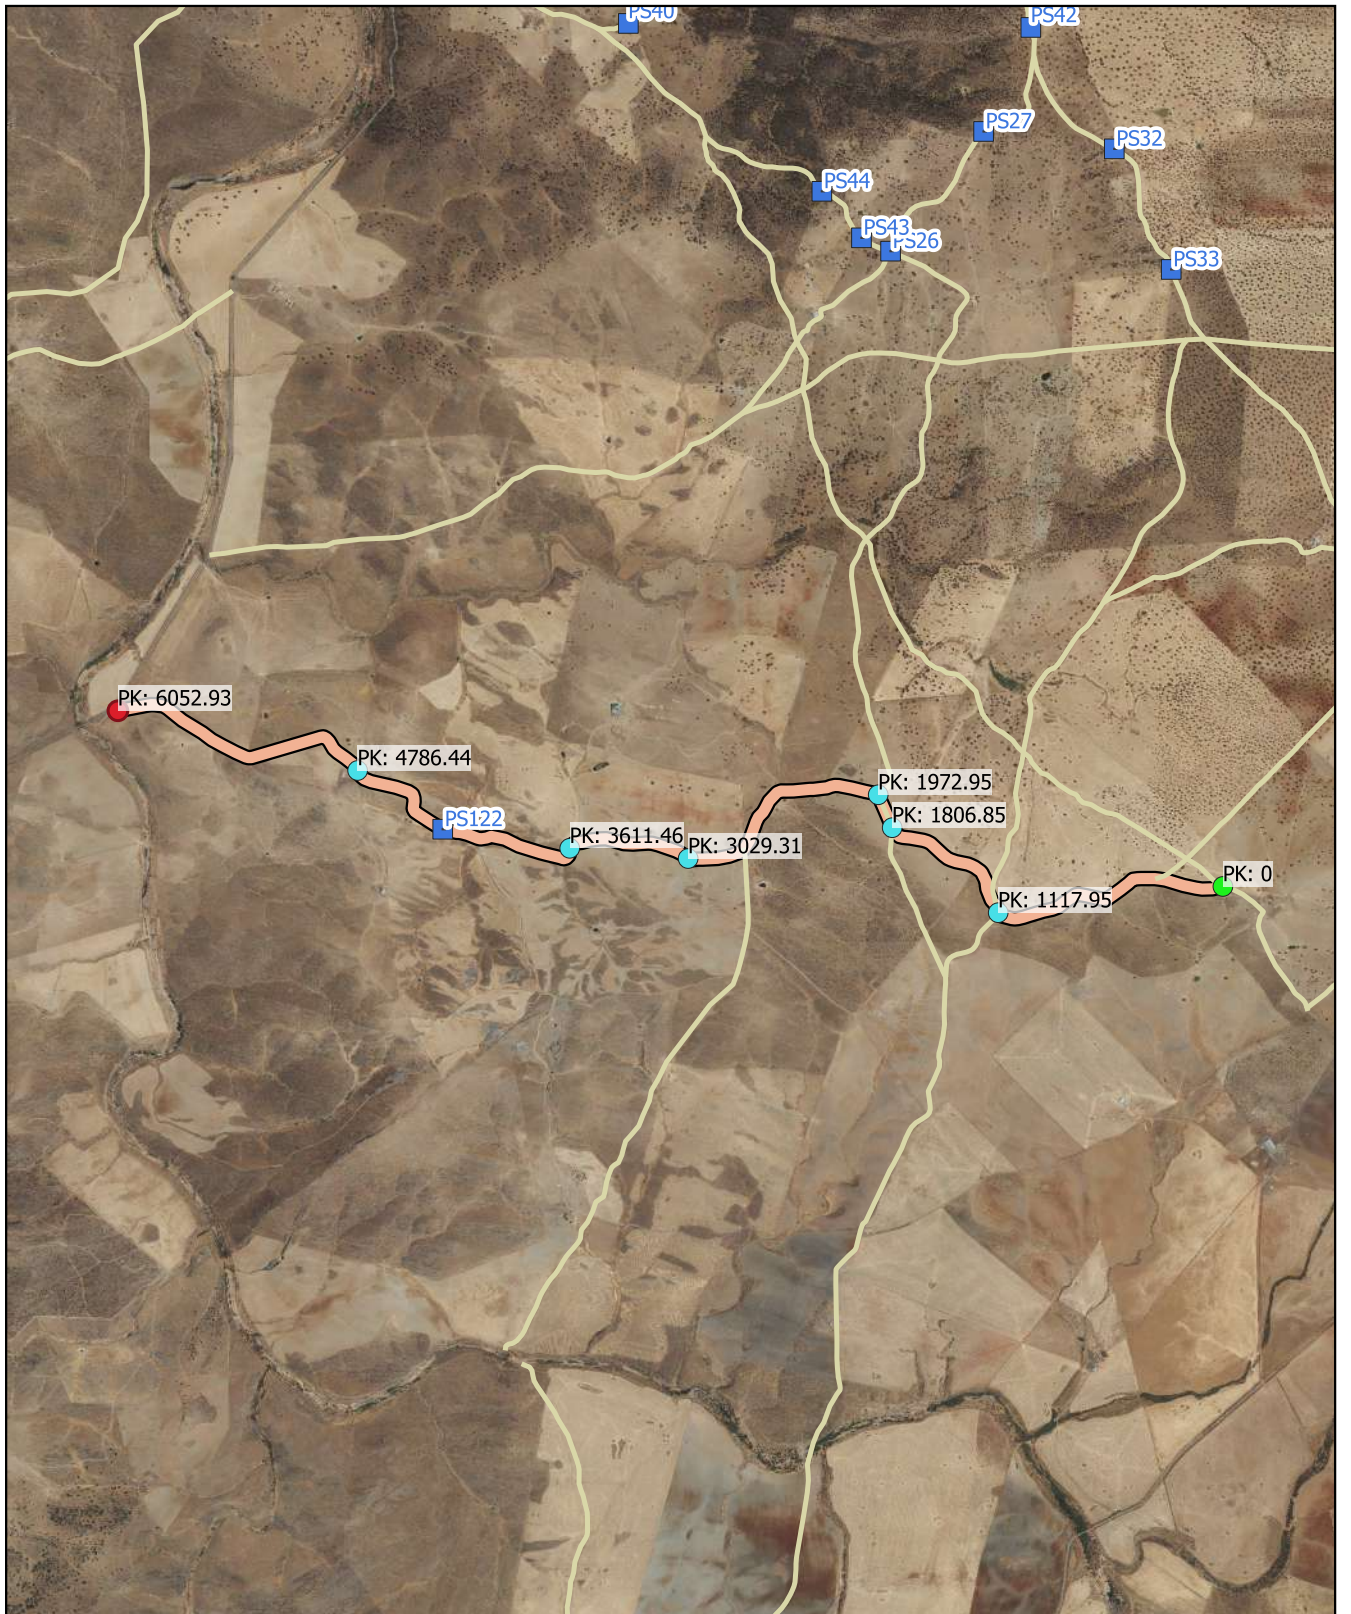 PS40
PS42
PS27
PS32
PS44
PS43
PS26
PS33
PK: 6052.93
PK: 4786.44
PS122
PK: 3611.46
PK: 3029.31
PK: 1972.95
PK: 1806.85
PK: 1117.95
PK: 0